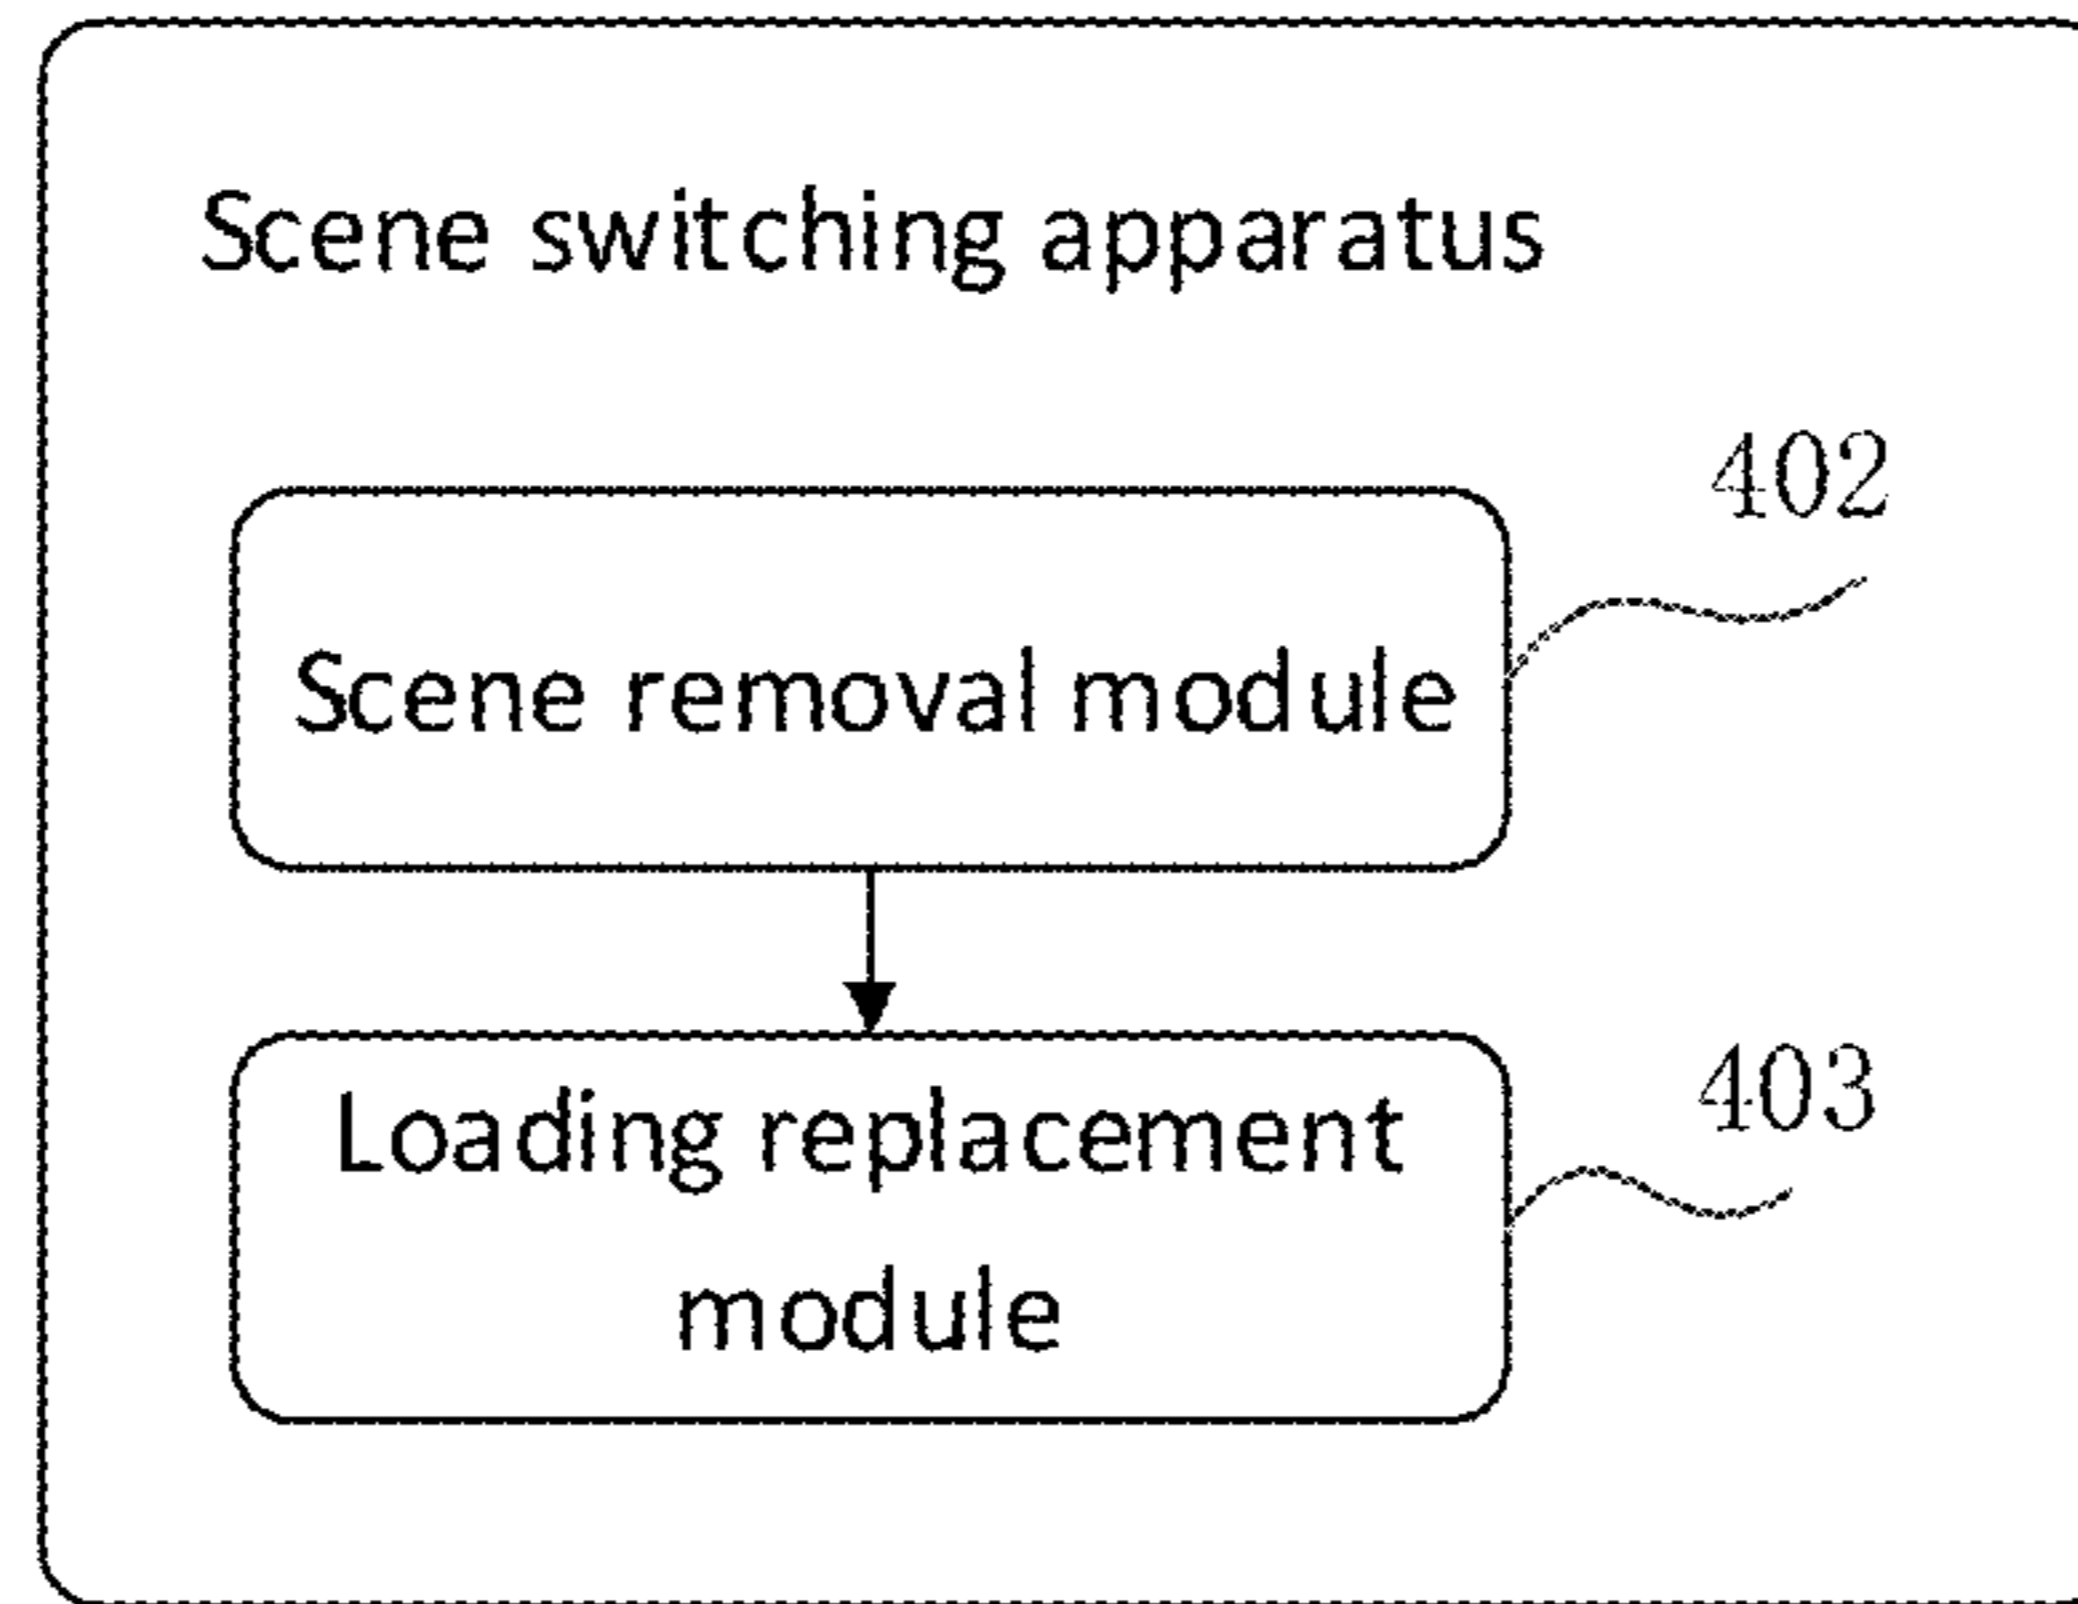 Scene switching apparatus
402
Scene removal module
403
Loading replacement
module